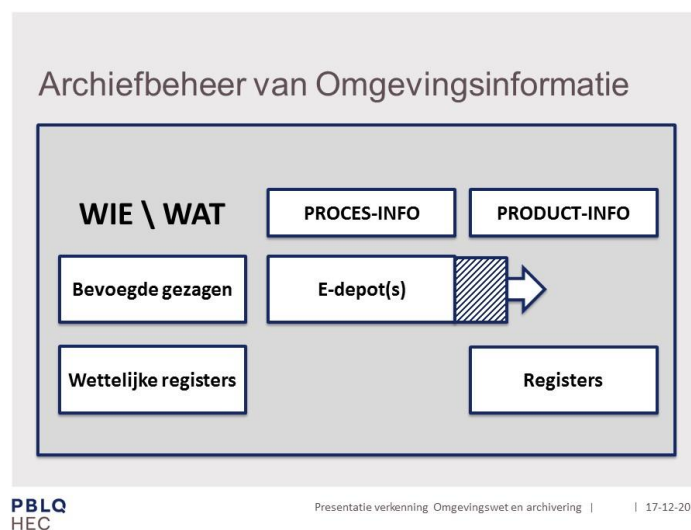 Archiefbeheer van Omgevingsinformatie
WIE \ WAT
PROCES-INFO
PRODUCT-INFO
Bevoegde gezagen
E-depot(s)
Wettelijke registers
Registers
PBLQ
HEC
Presentatie verkenning Omgevingswet en archivering | | 17-12-20